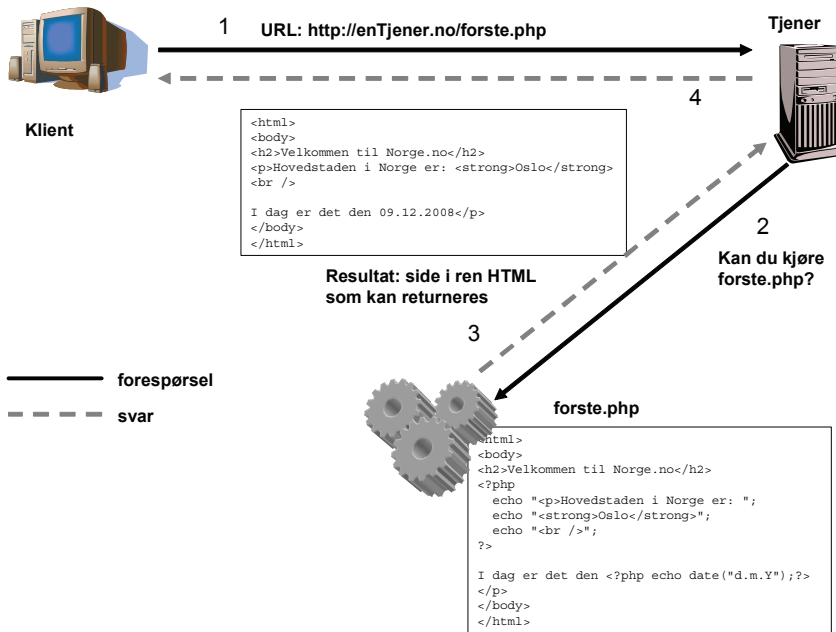 1
URL: http://enTjener.no/forste.php
Tjener
4
Klient
<html>
<body>
<h2>Velkommen til Norge.no</h2>
<p>Hovedstaden i Norge er: <strong>Oslo</strong>
<br />
I dag er det den 09.12.2008</p>
</body>
</html>
2
Kan du kjøre
forste.php?
Resultat: side i ren HTML
som kan returneres
3
forespørsel
svar
forste.php
<html>
<body>
<h2>Velkommen til Norge.no</h2>
<?php
echo "<p>Hovedstaden i Norge er: ";
echo "<strong>Oslo</strong>";
echo "<br />";
?>
I dag er det den <?php echo date("d.m.Y");?>
</p>
</body>
</html>